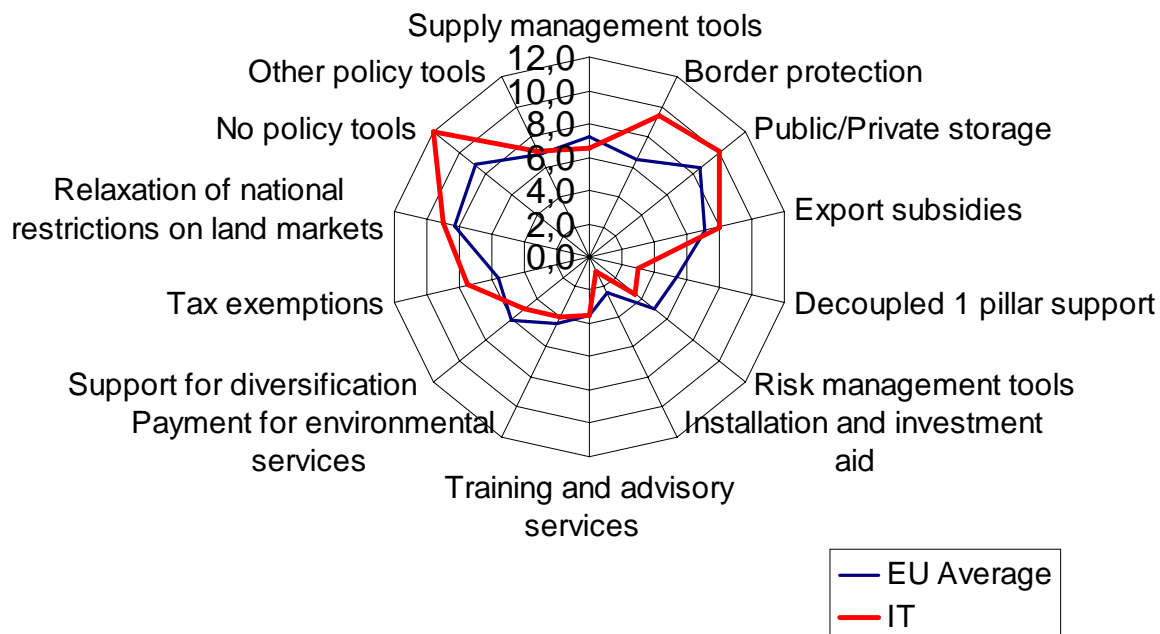 Supply management tools
12,0
10,0
8,0
6,0
4,0
2,0
0,0
Border protection
Public/Private storage
Export subsidies
Decoupled 1 pillar support
Risk management tools
Installation and investment
aid
Training and advisory
services
Payment for environmental
services
Support for diversification
Tax exemptions
Relaxation of national
restrictions on land markets
No policy tools
Other policy tools
EU Average
IT